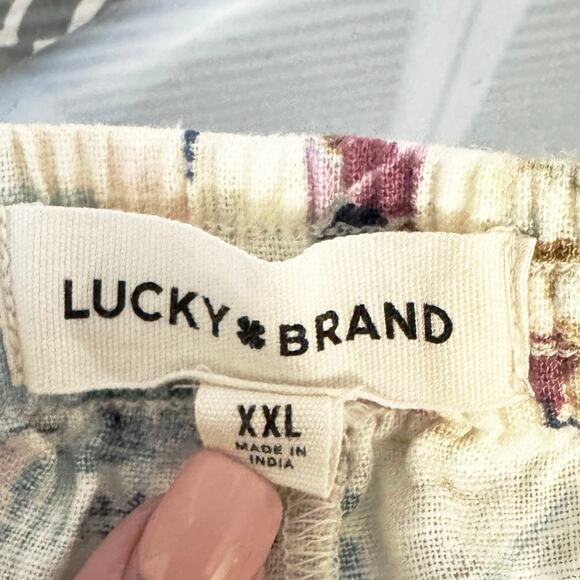 LUCKY BRAND
XXL
MADE IN
INDIA